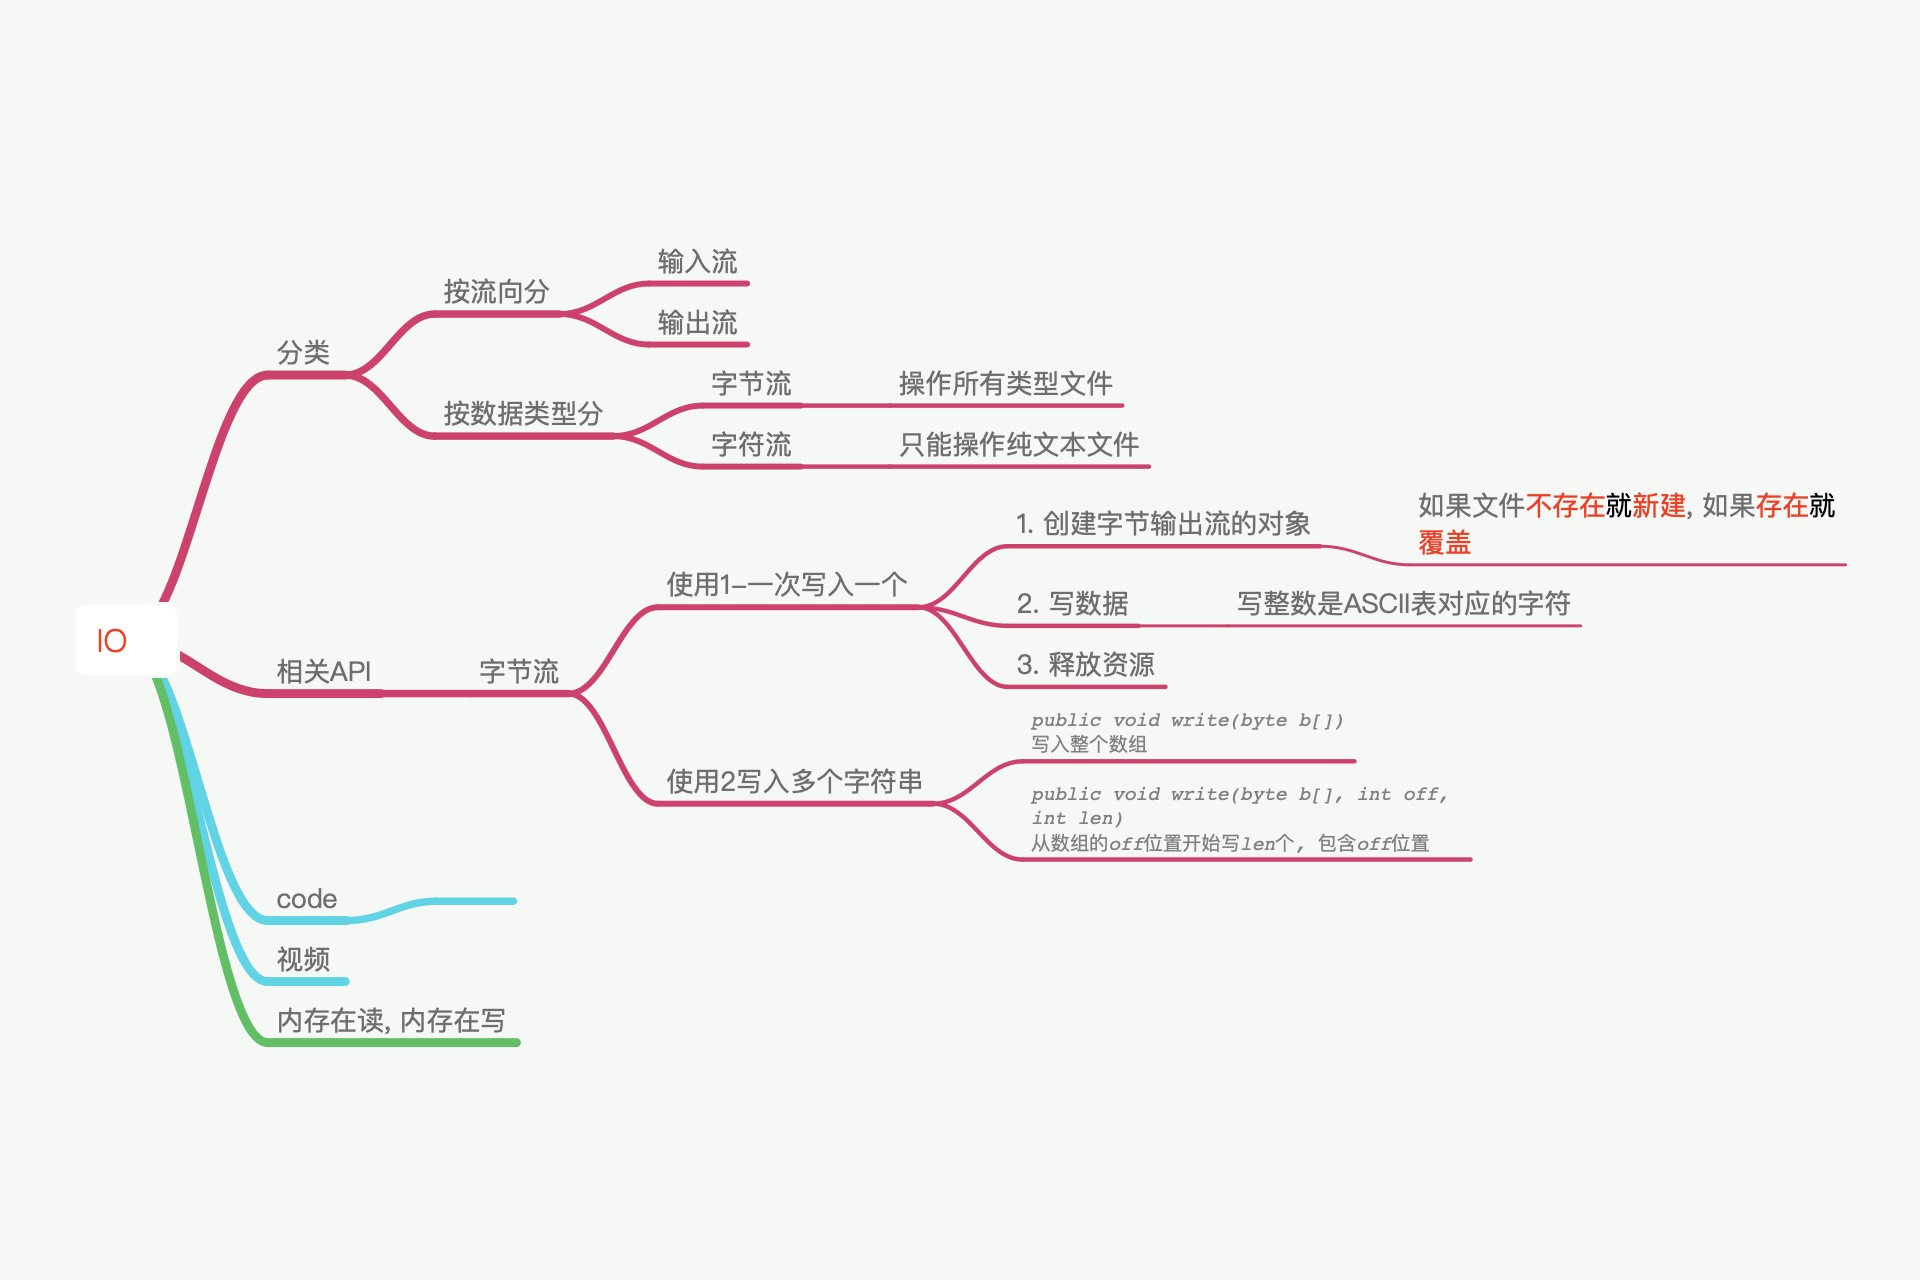 IO
分类
按流向分
输入流
输出流
按数据类型分
字节流
操作所有类型文件
字符流
只能操作纯文本文件
相关API
字节流
使用1-一次写入一个
1. 创建字节输出流的对象
如果文件不存在就新建, 如果存在就
覆盖
2. 写数据
写整数是ASCII表对应的字符
3. 释放资源
使用2写入多个字符串
public void write(byte b[])
写入整个数组
public void write(byte b[], int off,
int len)
从数组的off位置开始写len个, 包含off位置
code
视频
内存在读, 内存在写